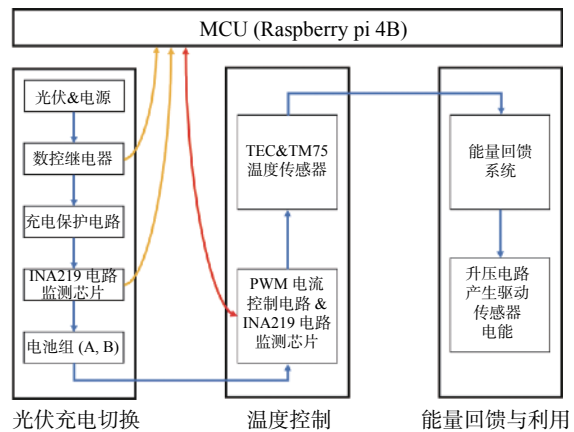 MCU (Raspberry pi 4B)
光伏&电源
数控继电器
充电保护电路
INA219 电路
监测芯片
电池组 (A, B)
光伏充电切换
TEC&TM75
温度传感器
PWM 电流
控制电路 &
INA219 电路
监测芯片
温度控制
能量回馈
系统
升压电路
产生驱动
传感器
电能
能量回馈与利用